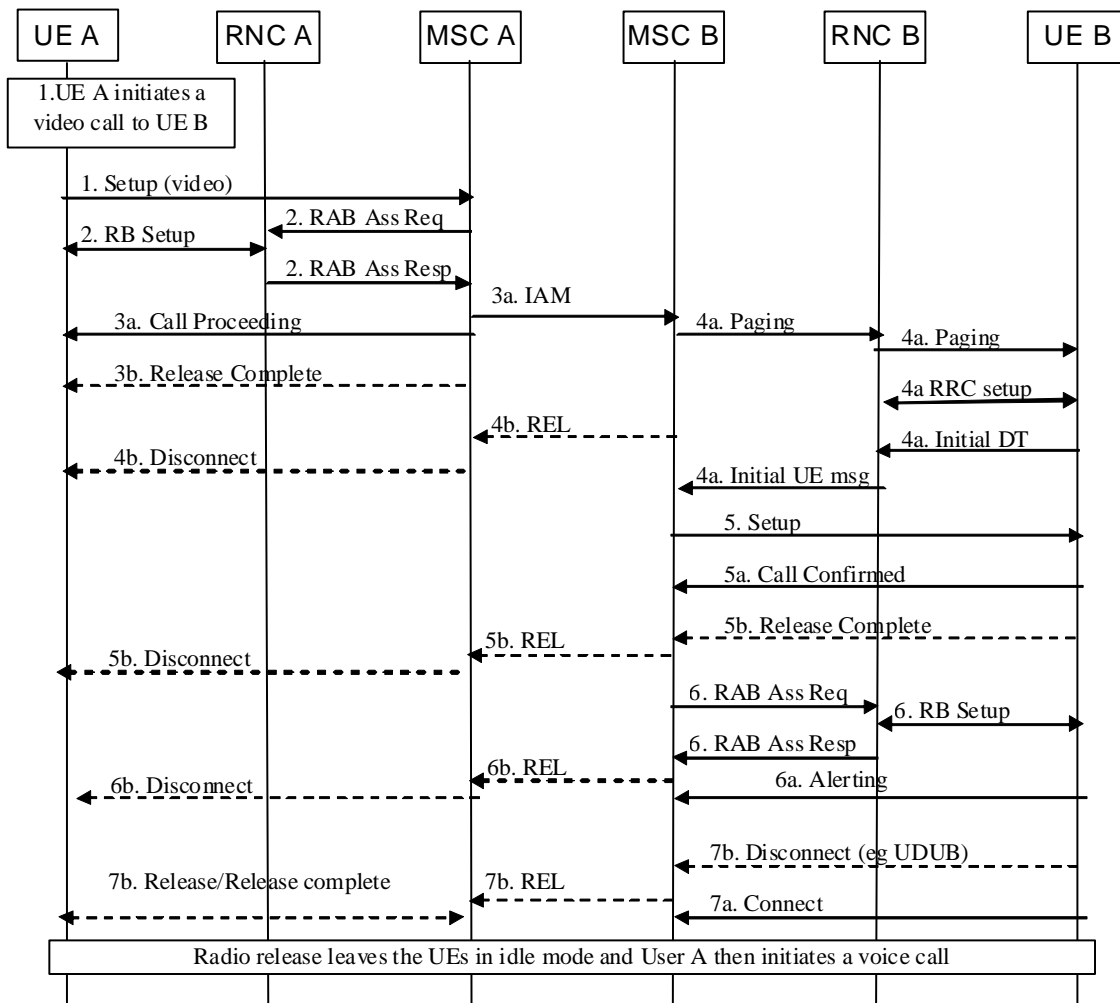 UE A
RNC A
MSC A
MSC B
RNC B
UE B
1.UE A initiates a
video call to UE B
1. Setup (video)
2. RAB Ass Req
2. RB Setup
2. RAB Ass Resp
3a. IAM
3a. Call Proceeding
4a. Paging
4a. Paging
3b. Release Complete
4a RRC setup
4b. REL
4a. Initial DT
4b. Disconnect
4a. Initial UE msg
5. Setup
5a. Call Confirmed
5b. Release Complete
5b. REL
5b. Disconnect
6. RAB Ass Req
6. RB Setup
6. RAB Ass Resp
6b. REL
6b. Disconnect
6a. Alerting
7b. Disconnect (eg UDUB)
7b. Release/Release complete
7b. REL
7a. Connect
Radio release leaves the UEs in idle mode and User A then initiates a voice call